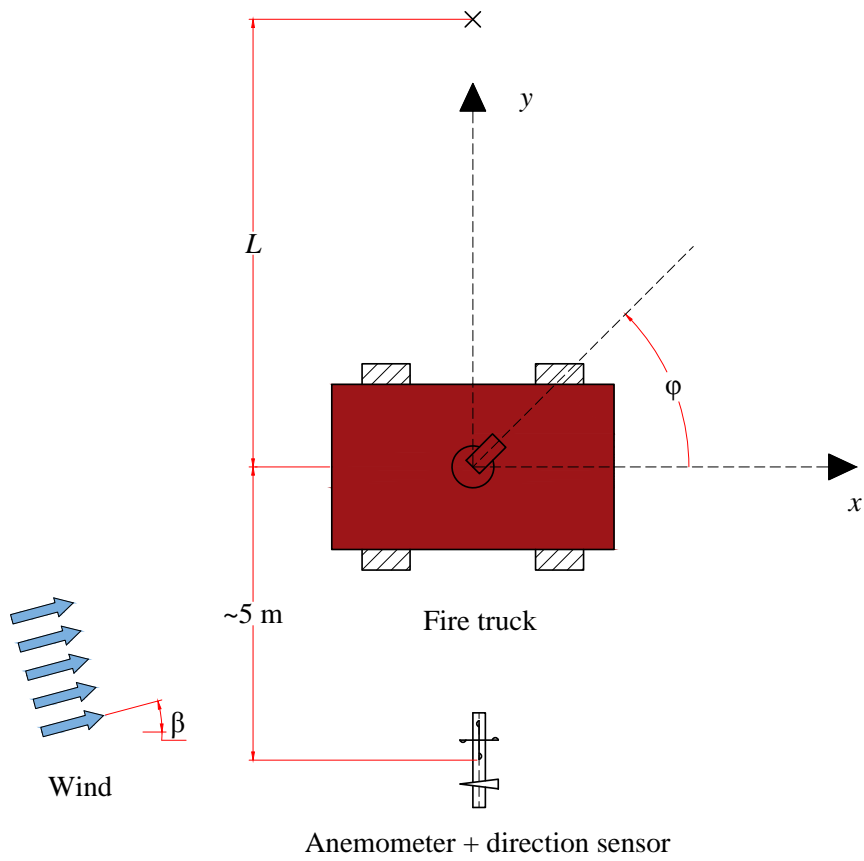 y
L
φ
x
~5 m
Fire truck
β
Wind
Anemometer + direction sensor